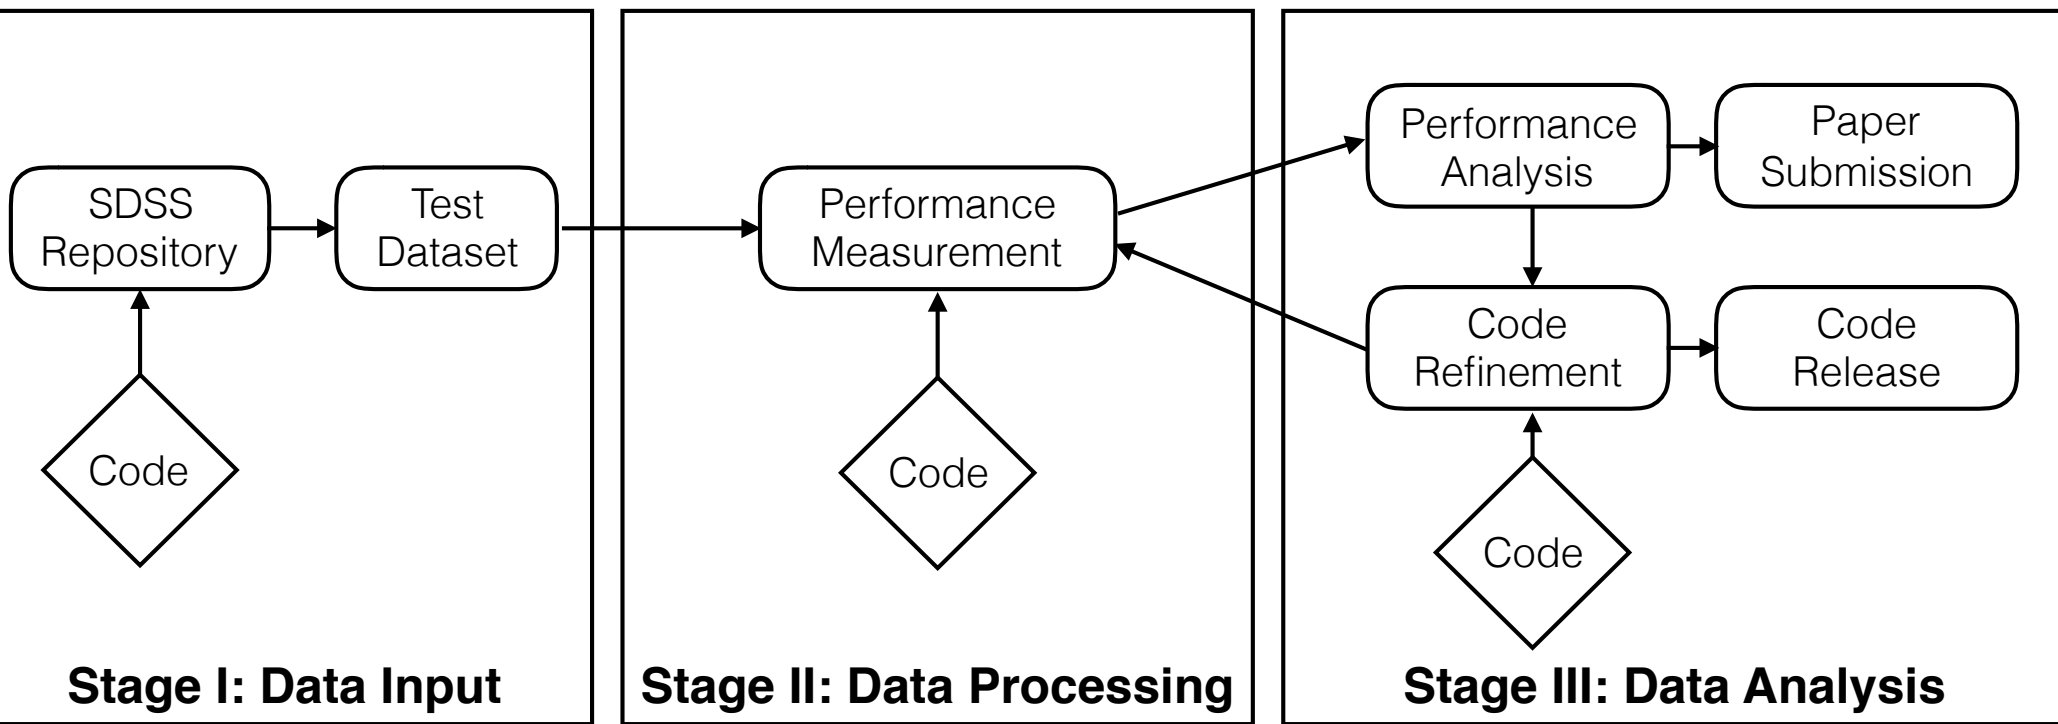 SDSS
Repository
Test
Dataset
Code
Stage I: Data Input
Performance
Measurement
Code
Stage II: Data Processing
Performance
Analysis
Paper
Submission
Code
Refinement
Code
Release
Code
Stage III: Data Analysis